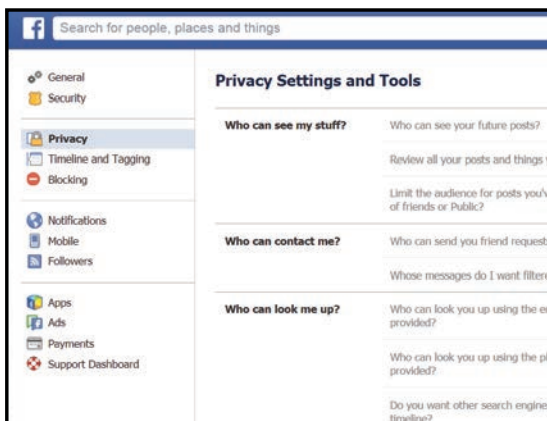 f
Search for people, places and things
General
Security
Privacy
Timeline and Tagging
Blocking
Notifications
Mobile
Followers
Apps
Ads
Payments
Support Dashboard
Privacy Settings and Tools
Who can see my stuff?
Who can see your future posts?
Review all your posts and things
Limit the audience for posts you'v
of friends or Public?
Who can contact me?
Who can send you friend request
Whose messages do I want filtere
Who can look me up?
Who can look you up using the e
provided?
Who can look you up using the p
provided?
Do you want other search engine
timeline?